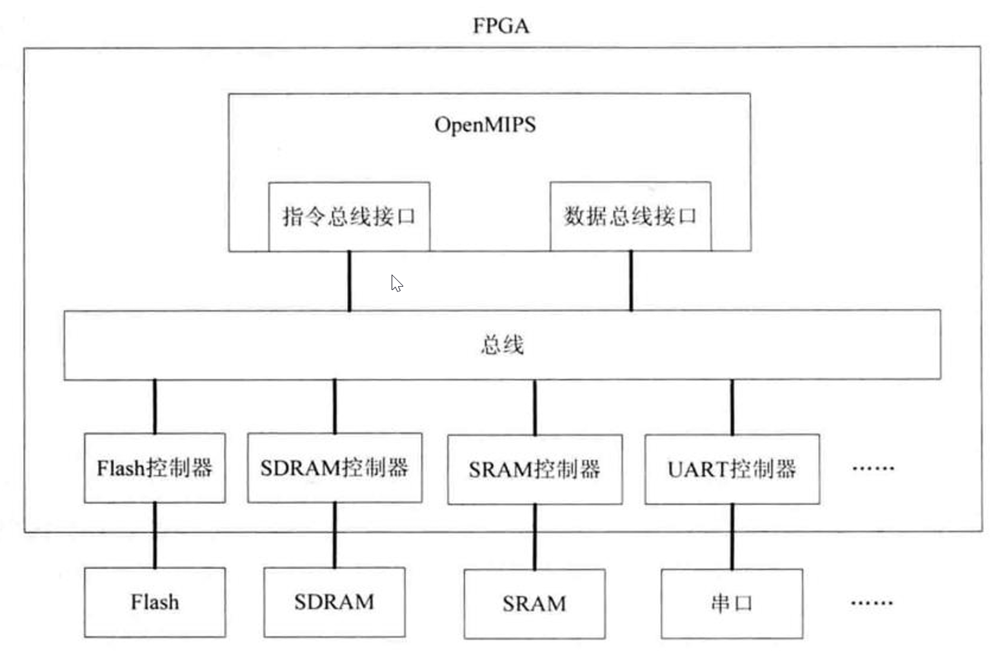 FPGA
OpenMIPS
指令总线接口
数据总线接口
总线
Flash控制器
SDRAM控制器
SRAM控制器
UART控制器
……
Flash
SDRAM
SRAM
串口
……